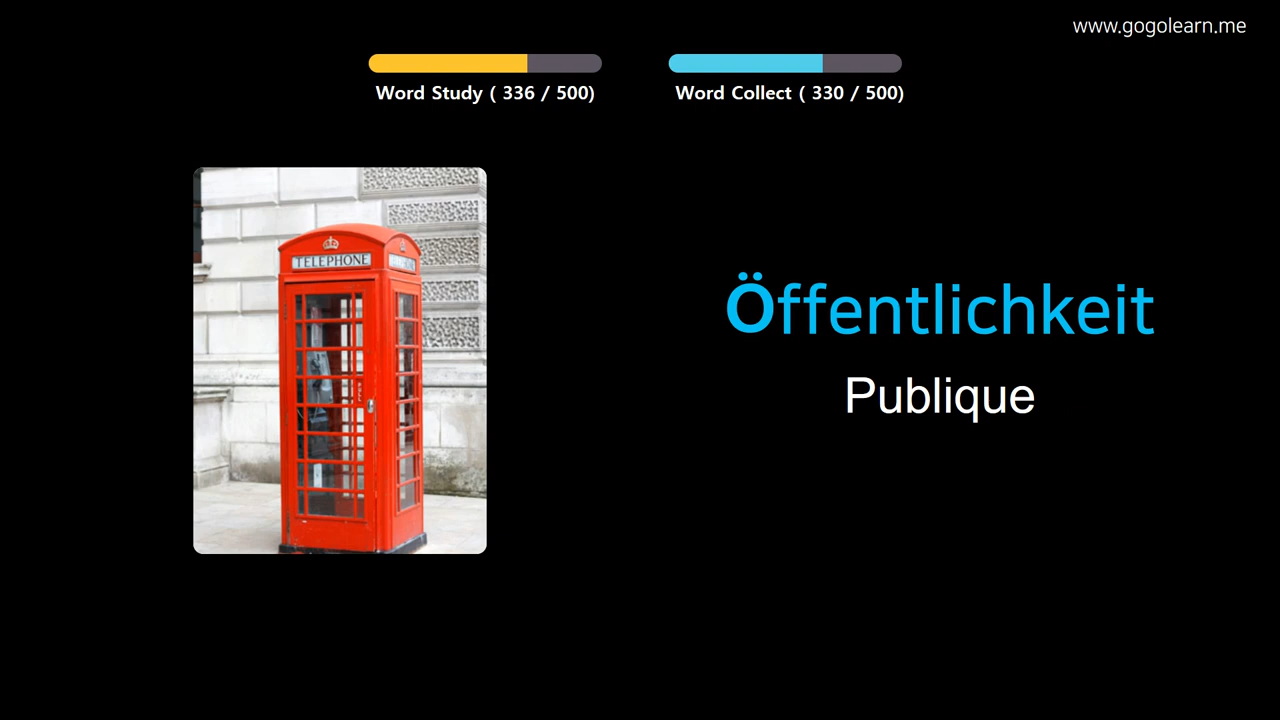 www.gogolearn.me
Word Study ( 336 / 500)
Word Collect ( 330 / 500)
TELEPHONE
Öffentlichkeit
Publique